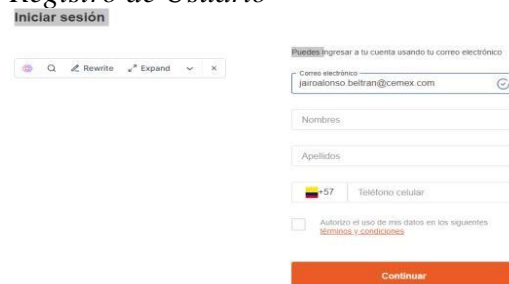 Registro de Usuario
Iniciar sesión
Rewrite
Expand
Puedes ingresar a tu cuenta usando tu correo electrónico
Correo electrónico
jairoalonso.beltran@cemex.com
Nombres
Apellidos
+57 Teléfono celular
Autorizo el uso de mis datos en los siguientes
términos y condiciones
Continuar